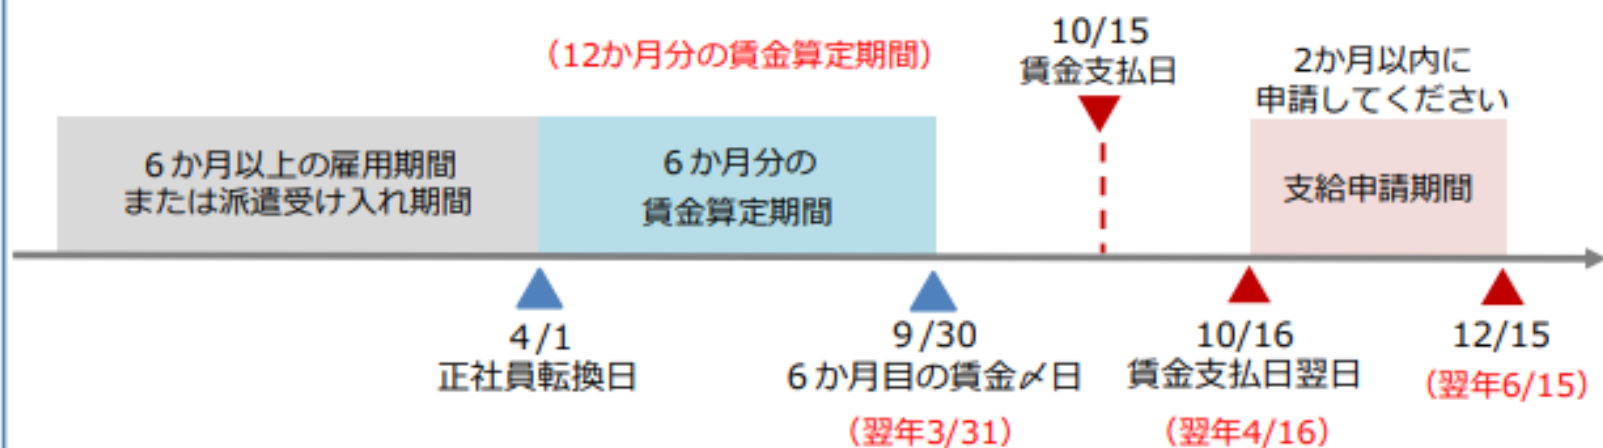 (12か月分の賃金算定期間)
10/15
賃金支払日
2か月以内に
申請してください
6か月以上の雇用期間
または派遣受け入れ期間
6か月分の
賃金算定期間
支給申請期間
4/1
正社員転換日
9/30
6か月目の賃金〆日
(翌年3/31)
10/16
賃金支払日翌日
(翌年4/16)
12/15
(翌年6/15)